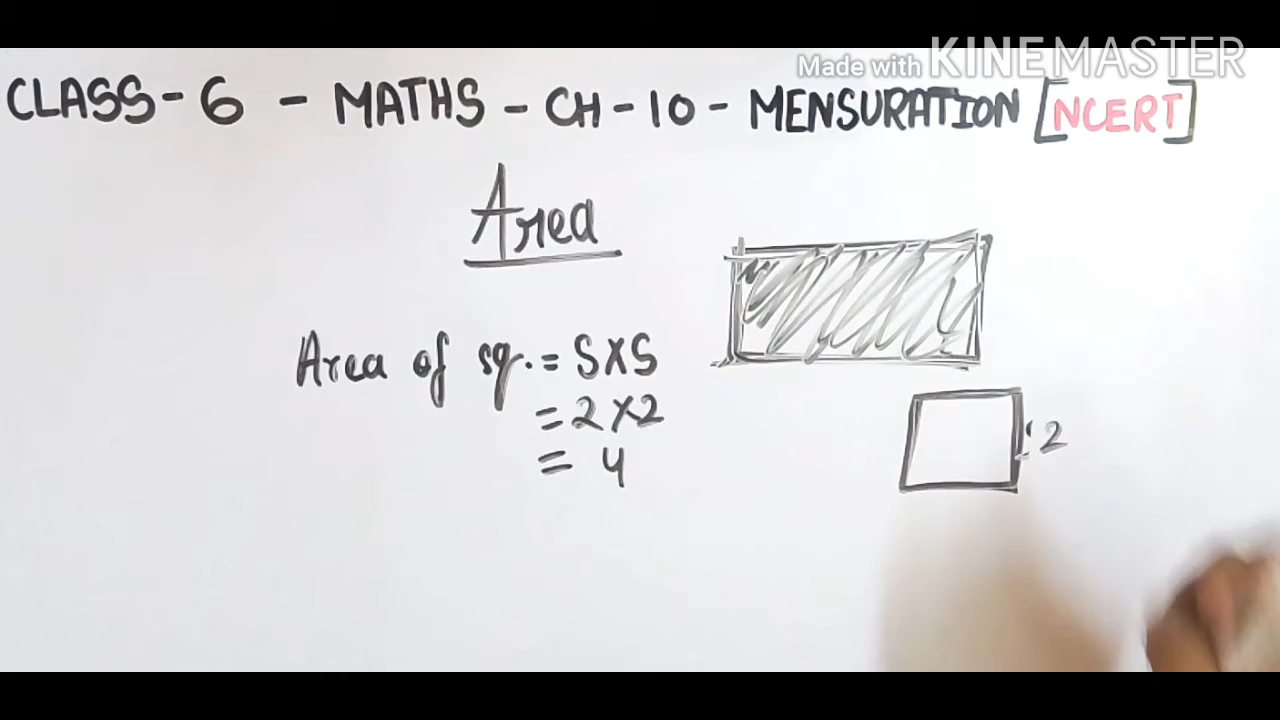 Made with KINEMASTER
CLASS-6 - MATHS - CH-10 - MENSURATION [NCERT]
Area
Area of sq. = S×S
= 2×2
= 4
2